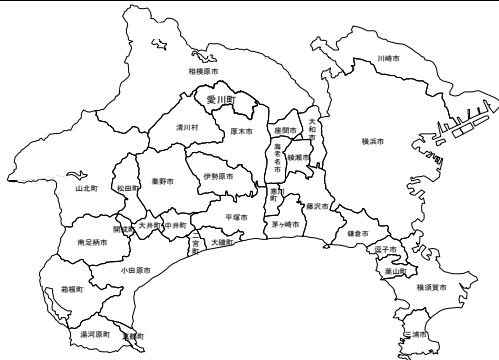 川崎市
相模原市
愛川町
清川村
厚木市
座間市
大和市
横浜市
海老名市
綾瀬市
山北町
松田町
秦野市
伊勢原市
寒川町
藤沢市
開成町
大井町
中井町
平塚市
茅ヶ崎市
鎌倉市
南足柄市
二宮町
大磯町
逗子市
小田原市
葉山町
箱根町
横須賀市
湯河原町
真鶴町
三浦市